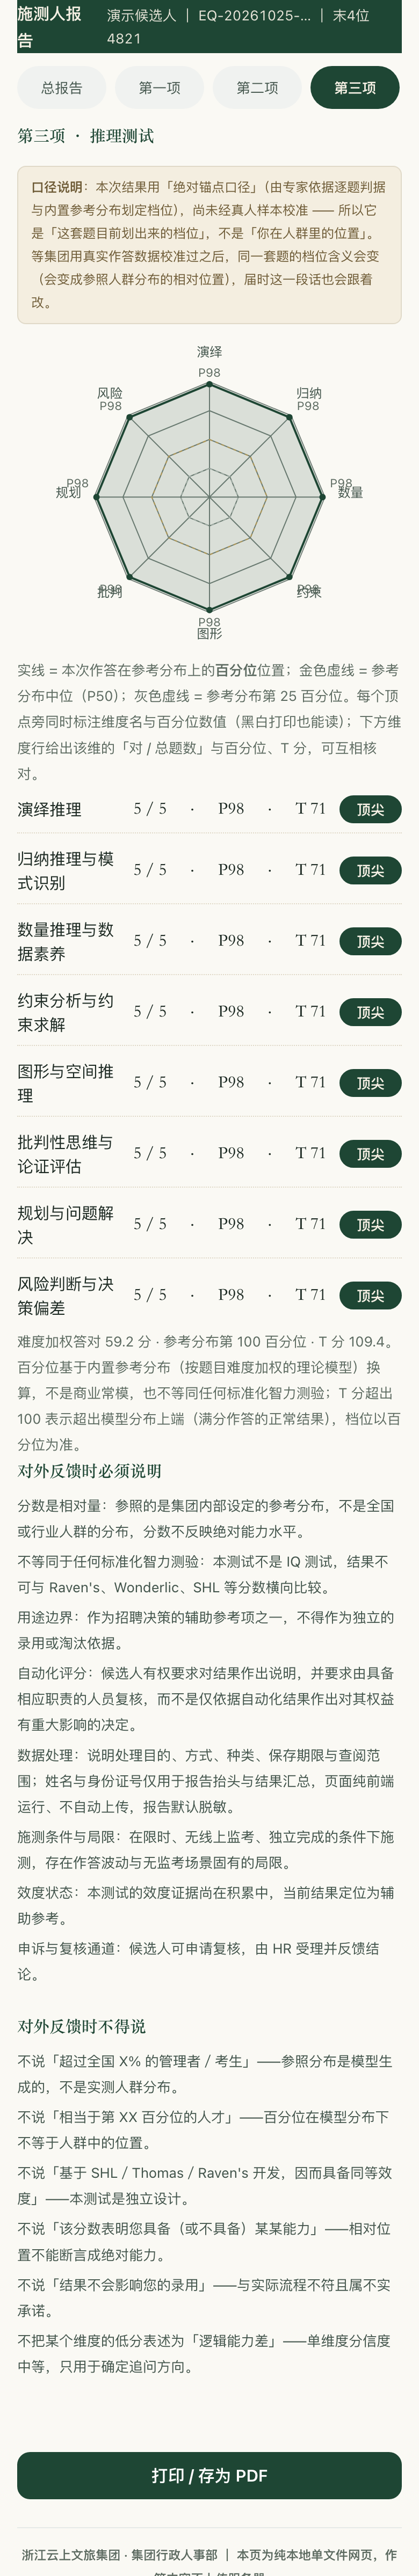 施测人报 演示候选人 ｜ EQ-20261025-... ｜ 末4位
告 4821
总报告 第一项 第二项 第三项
第三项 · 推理测试
口径说明：本次结果用「绝对锚点口径」（由专家依据逐题判据
与内置参考分布划定档位），尚未经真人样本校准 —— 所以它
是「这套题目前划出来的档位」，不是「你在人群里的位置」。
等集团用真实作答数据校准过之后，同一套题的档位含义会变
（会变成参照人群分布的相对位置），届时这一段话也会跟着
改。
演绎
P98
风险 归纳
P98 P98
P98 P98
规划 数量
P98 P98
批判 约束
P98
图形
实线 = 本次作答在参考分布上的百分位位置；金色虚线 = 参考
分布中位（P50）；灰色虚线 = 参考分布第 25 百分位。每个顶
点旁同时标注维度名与百分位数值（黑白打印也能读）；下方维
度行给出该维的「对 / 总题数」与百分位、T 分，可互相核
对。
演绎推理 5 / 5 · P98 · T 71 顶尖
归纳推理与模
式识别 5 / 5 · P98 · T 71 顶尖
数量推理与数
据素养 5 / 5 · P98 · T 71 顶尖
约束分析与约
束求解 5 / 5 · P98 · T 71 顶尖
图形与空间推
理 5 / 5 · P98 · T 71 顶尖
批判性思维与
论证评估 5 / 5 · P98 · T 71 顶尖
规划与问题解
决 5 / 5 · P98 · T 71 顶尖
风险判断与决
策偏差 5 / 5 · P98 · T 71 顶尖
难度加权答对 59.2 分 · 参考分布第 100 百分位 · T 分 109.4。
百分位基于内置参考分布（按题目难度加权的理论模型）换
算，不是商业常模，也不等同任何标准化智力测验；T 分超出
100 表示超出模型分布上端（满分作答的正常结果），档位以百
分位为准。
对外反馈时必须说明
分数是相对量：参照的是集团内部设定的参考分布，不是全国
或行业人群的分布，分数不反映绝对能力水平。
不等同于任何标准化智力测验：本测试不是 IQ 测试，结果不
可与 Raven's、Wonderlic、SHL 等分数横向比较。
用途边界：作为招聘决策的辅助参考项之一，不得作为独立的
录用或淘汰依据。
自动化评分：候选人有权要求对结果作出说明，并要求由具备
相应职责的人员复核，而不是仅依据自动化结果作出对其权益
有重大影响的决定。
数据处理：说明处理目的、方式、种类、保存期限与查阅范
围；姓名与身份证号仅用于报告抬头与结果汇总，页面纯前端
运行、不自动上传，报告默认脱敏。
施测条件与局限：在限时、无线上监考、独立完成的条件下施
测，存在作答波动与无监考场景固有的局限。
效度状态：本测试的效度证据尚在积累中，当前结果定位为辅
助参考。
申诉与复核通道：候选人可申请复核，由 HR 受理并反馈结
论。
对外反馈时不得说
不说「超过全国 X% 的管理者 / 考生」——参照分布是模型生
成的，不是实测人群分布。
不说「相当于第 XX 百分位的人才」——百分位在模型分布下
不等于人群中的位置。
不说「基于 SHL / Thomas / Raven's 开发，因而具备同等效
度」——本测试是独立设计。
不说「该分数表明您具备（或不具备）某某能力」——相对位
置不能断言成绝对能力。
不说「结果不会影响您的录用」——与实际流程不符且属不实
承诺。
不把某个维度的低分表述为「逻辑能力差」——单维度分信度
中等，只用于确定追问方向。
打印 / 存为 PDF
浙江云上文旅集团 · 集团行政人事部 ｜ 本页为纯本地单文件网页，作